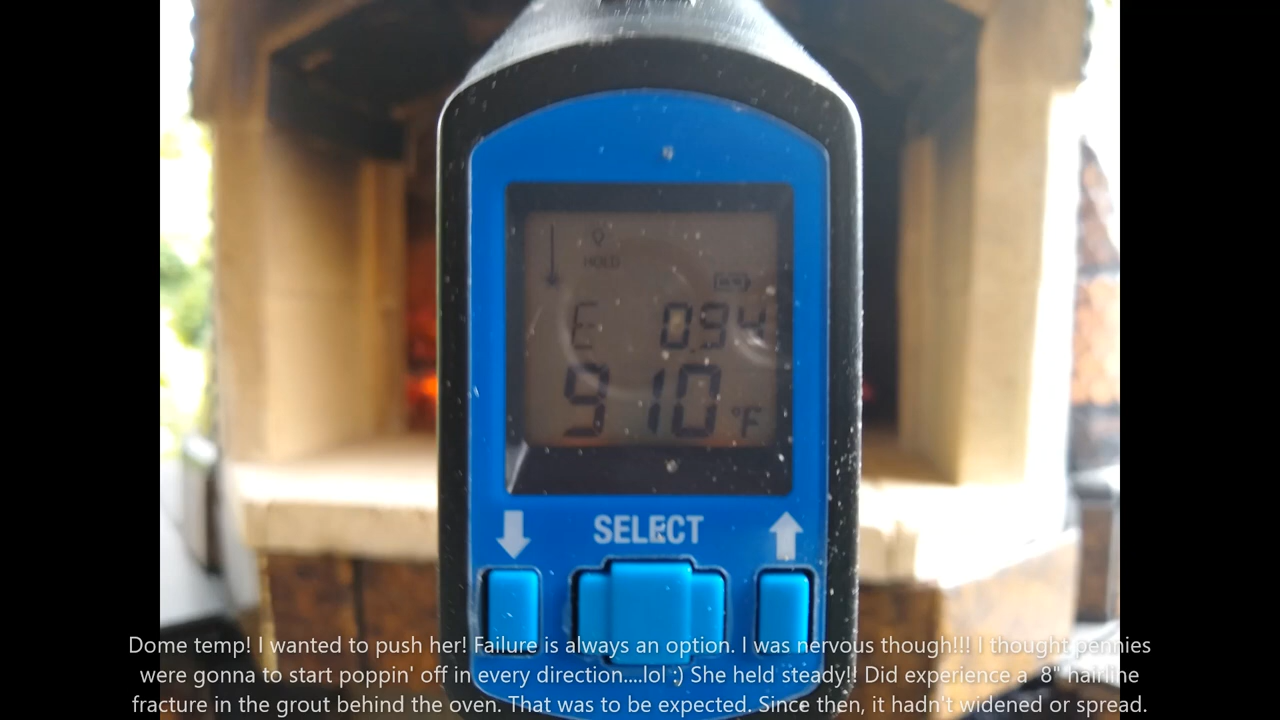 HOLD
E 0.94
910 °F
SELECT
Dome temp! I wanted to push her! Failure is always an option. I was nervous though!!! I thought pennies
were gonna to start poppin' off in every direction....lol :) She held steady!! Did experience a  8" hairline
fracture in the grout behind the oven. That was to be expected. Since then, it hadn't widened or spread.